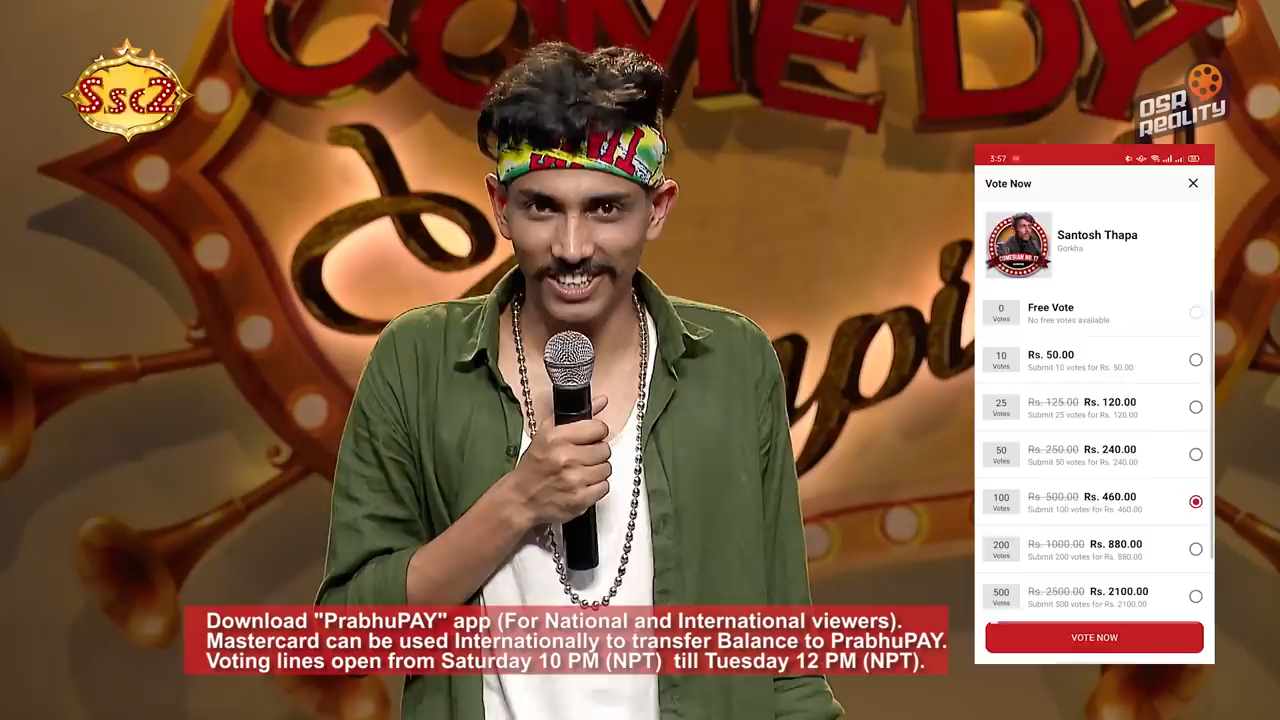 COMEDY
Champion
SSC2
OSR
REALITY
3:57
Vote Now
Santosh Thapa
Gorkha
COMEDIAN NO. 17
0
Votes
Free Vote
No free votes available
10
Votes
Rs. 50.00
Submit 10 votes for Rs. 50.00
25
Votes
Rs. 125.00 Rs. 120.00
Submit 25 votes for Rs. 120.00
50
Votes
Rs. 250.00 Rs. 240.00
Submit 50 votes for Rs. 240.00
100
Votes
Rs. 500.00 Rs. 460.00
Submit 100 votes for Rs. 460.00
200
Votes
Rs. 1000.00 Rs. 880.00
Submit 200 votes for Rs. 880.00
500
Votes
Rs. 2500.00 Rs. 2100.00
Submit 500 votes for Rs. 2100.00
VOTE NOW
Download "PrabhuPAY" app (For National and International viewers).
Mastercard can be used Internationally to transfer Balance to PrabhuPAY.
Voting lines open from Saturday 10 PM (NPT) till Tuesday 12 PM (NPT).